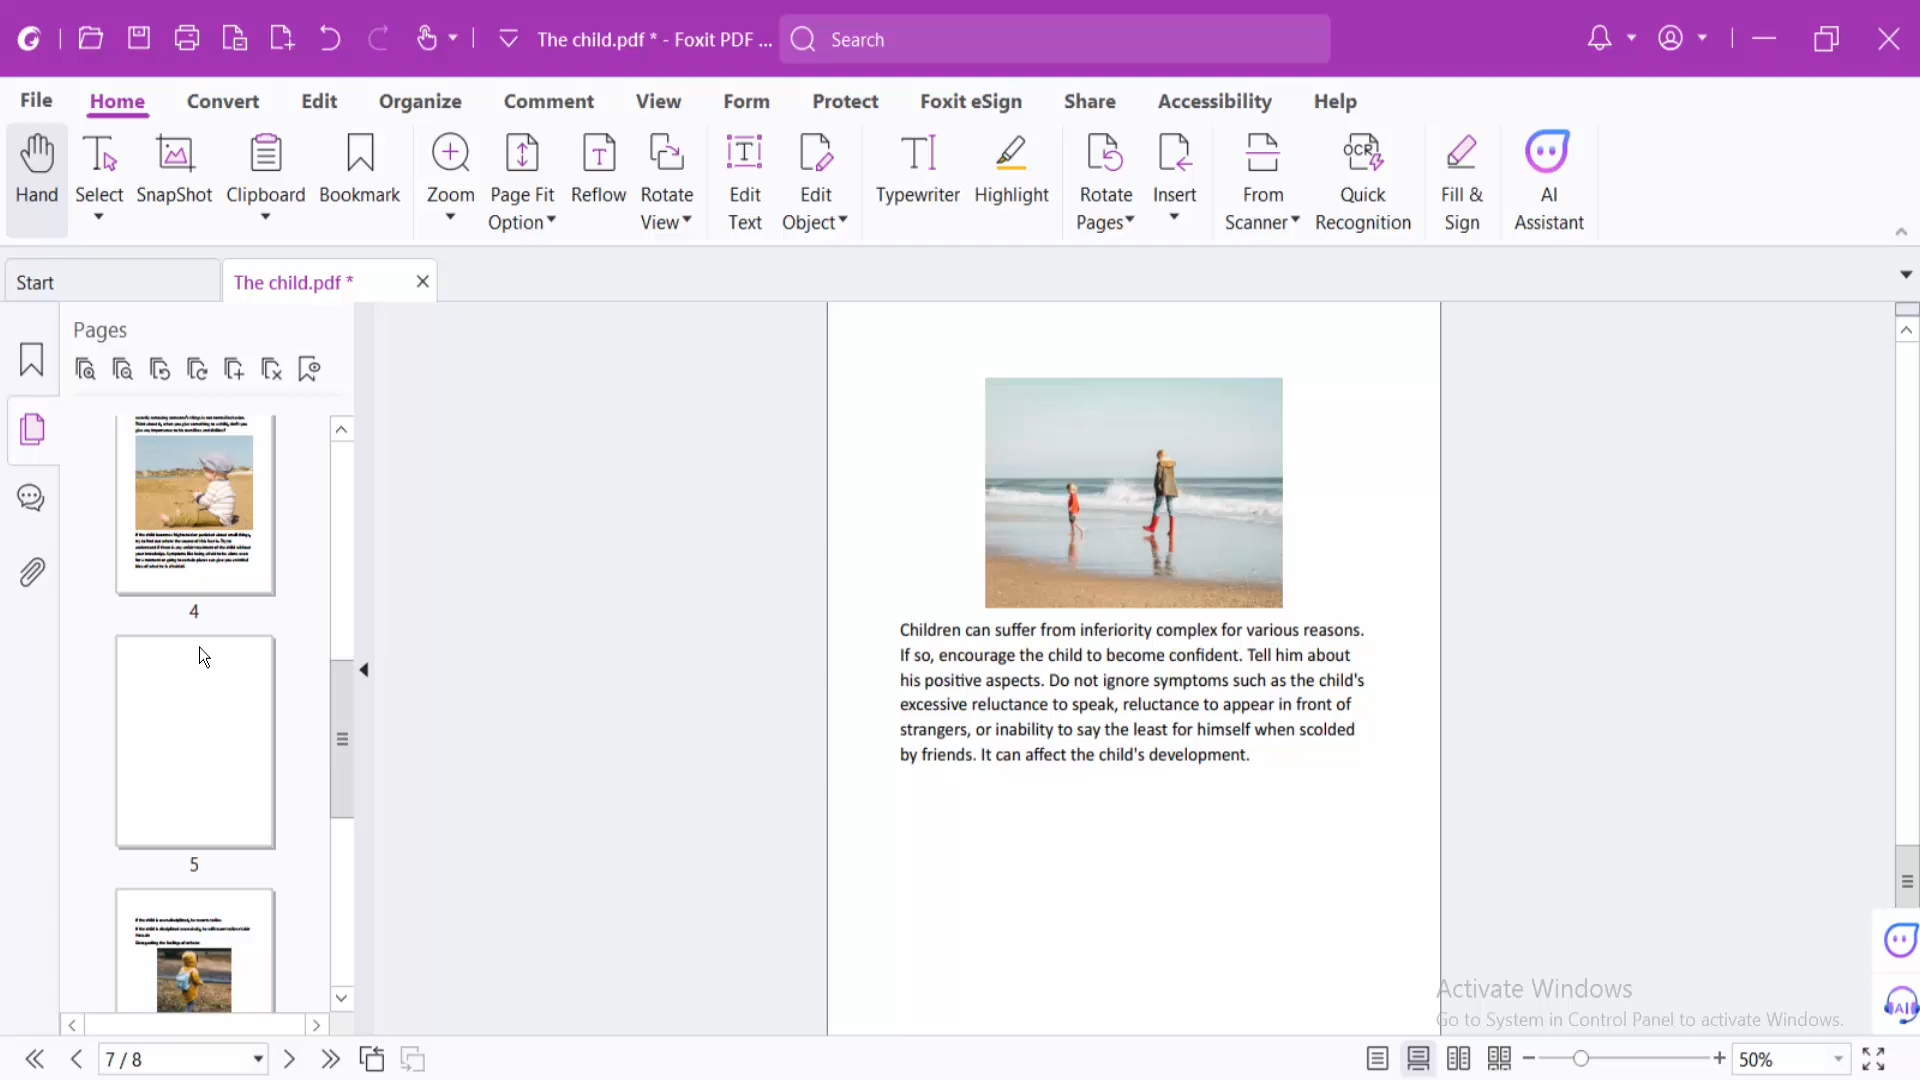 The child.pdf * - Foxit PDF ...
Search
File
Home
Convert
Edit
Organize
Comment
View
Form
Protect
Foxit eSign
Share
Accessibility
Help
Hand
Select
SnapShot
Clipboard
Bookmark
Zoom
Page Fit
Option
Reflow
Rotate
View
Edit
Text
Edit
Object
Typewriter
Highlight
Rotate
Pages
Insert
From
Scanner
OCR
Quick
Recognition
Fill &
Sign
AI
Assistant
Start
The child.pdf *
Pages
4
5
Children can suffer from inferiority complex for various reasons.
If so, encourage the child to become confident. Tell him about
his positive aspects. Do not ignore symptoms such as the child's
excessive reluctance to speak, reluctance to appear in front of
strangers, or inability to say the least for himself when scolded
by friends. It can affect the child's development.
Activate Windows
Go to System in Control Panel to activate Windows.
AI
7 / 8
50%